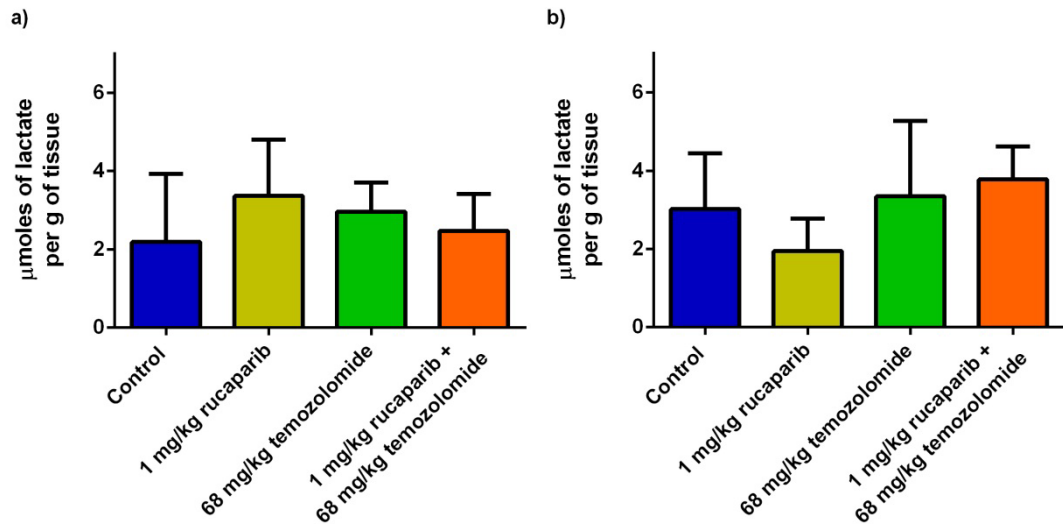 a)
μmoles of lactate
per g of tissue
6
4
2
0
Control
1 mg/kg rucaparib
68 mg/kg temozolomide
1 mg/kg rucaparib +
68 mg/kg temozolomide
b)
μmoles of lactate
per g of tissue
6
4
2
0
Control
1 mg/kg rucaparib
68 mg/kg temozolomide
1 mg/kg rucaparib +
68 mg/kg temozolomide